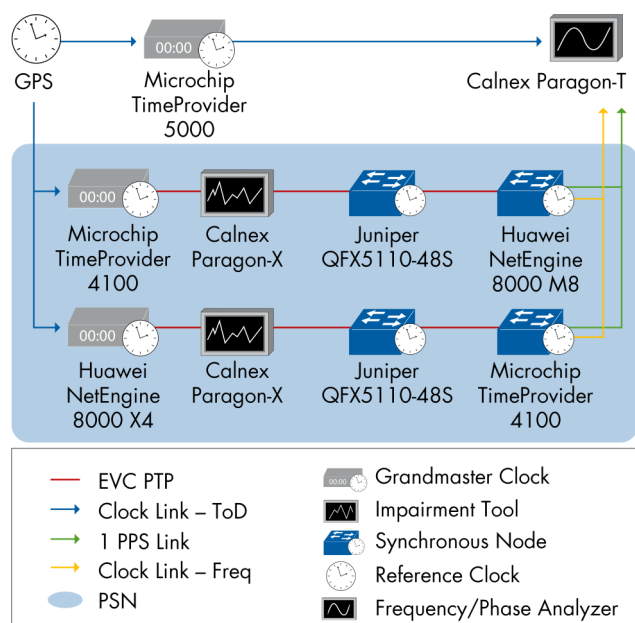 00:00
GPS
Microchip
TimeProvider
5000
Calnex Paragon-T
00:00
Microchip
TimeProvider
4100
Calnex
Paragon-X
Juniper
QFX5110-48S
Huawei
NetEngine
8000 M8
00:00
Huawei
NetEngine
8000 X4
Calnex
Paragon-X
Juniper
QFX5110-48S
Microchip
TimeProvider
4100
EVC PTP
Clock Link – ToD
1 PPS Link
Clock Link – Freq
PSN
00:00
Grandmaster Clock
Impairment Tool
Synchronous Node
Reference Clock
Frequency/Phase Analyzer